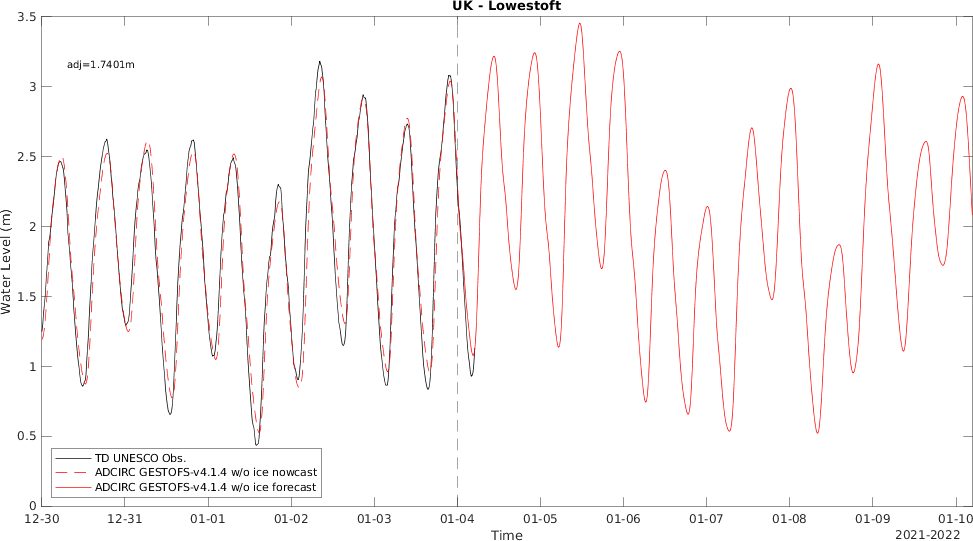 UK - Lowestoft
3.5
adj=1.7401m
3
2.5
2
1.5
1
0.5
0
Water Level (m)
TD UNESCO Obs.
ADCIRC GESTOFS-v4.1.4 w/o ice nowcast
ADCIRC GESTOFS-v4.1.4 w/o ice forecast
12-30 12-31 01-01 01-02 01-03 01-04 01-05 01-06 01-07 01-08 01-09 01-10
Time
2021-2022